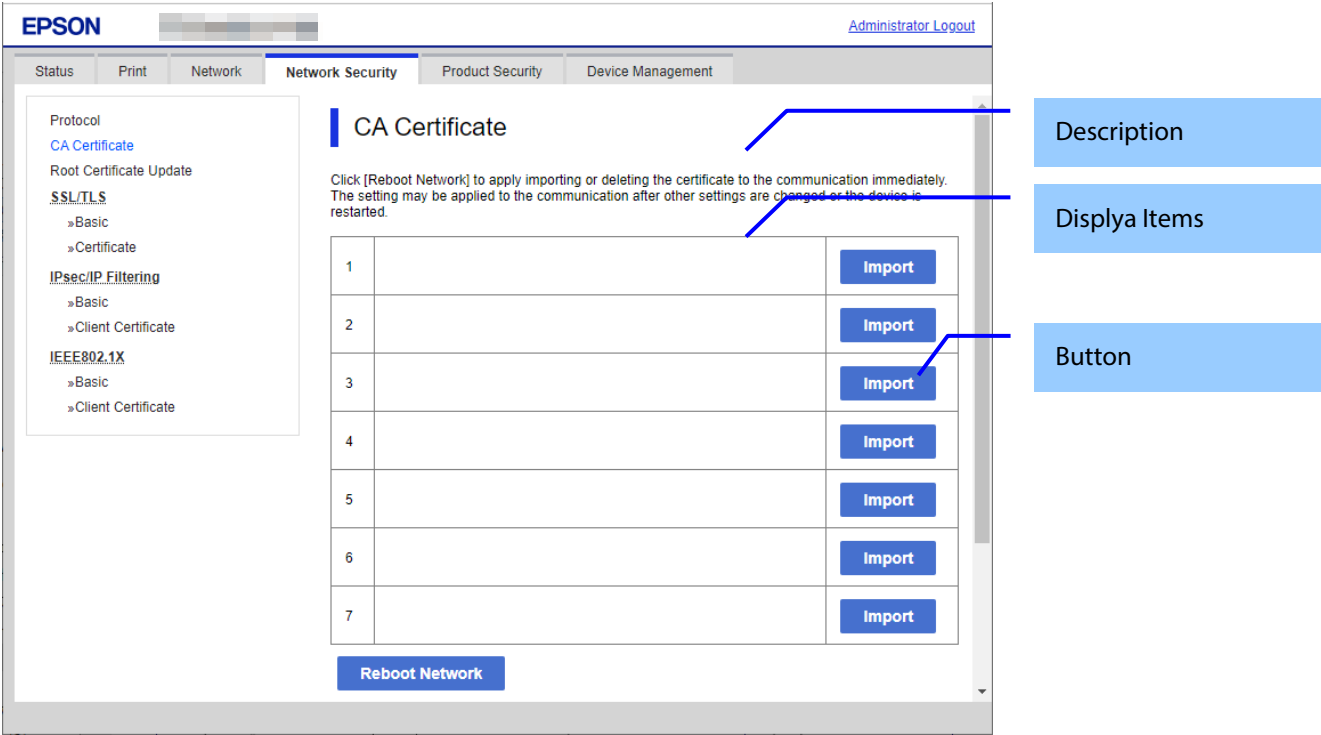 EPSON
Administrator Logout
Status Print Network Network Security Product Security Device Management
Protocol
CA Certificate
Root Certificate Update
SSL/TLS
»Basic
»Certificate
IPsec/IP Filtering
»Basic
»Client Certificate
IEEE802.1X
»Basic
»Client Certificate
CA Certificate
Click [Reboot Network] to apply importing or deleting the certificate to the communication immediately.
The setting may be applied to the communication after other settings are changed or the device is
restarted.
1 Import
2 Import
3 Import
4 Import
5 Import
6 Import
7 Import
Reboot Network
Description
Displya Items
Button